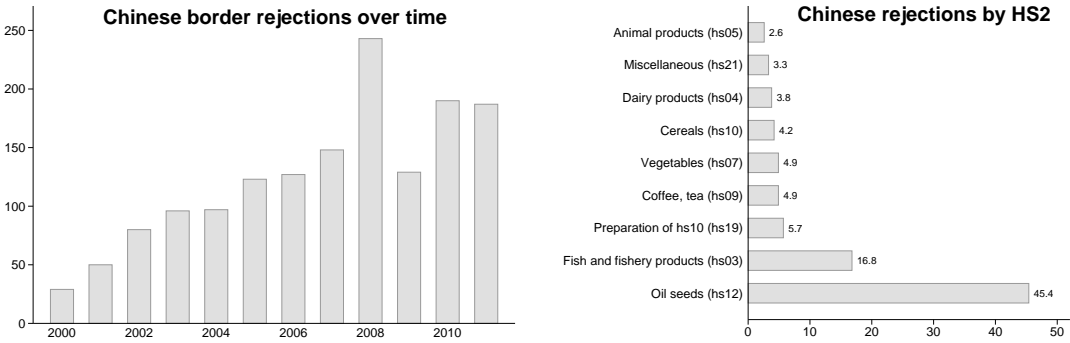 Chinese border rejections over time
250
200
150
100
50
0
2000 2002 2004 2006 2008 2010
Chinese rejections by HS2
Animal products (hs05) 2.6
Miscellaneous (hs21) 3.3
Dairy products (hs04) 3.8
Cereals (hs10) 4.2
Vegetables (hs07) 4.9
Coffee, tea (hs09) 4.9
Preparation of hs10 (hs19) 5.7
Fish and fishery products (hs03) 16.8
Oil seeds (hs12) 45.4
0 10 20 30 40 50